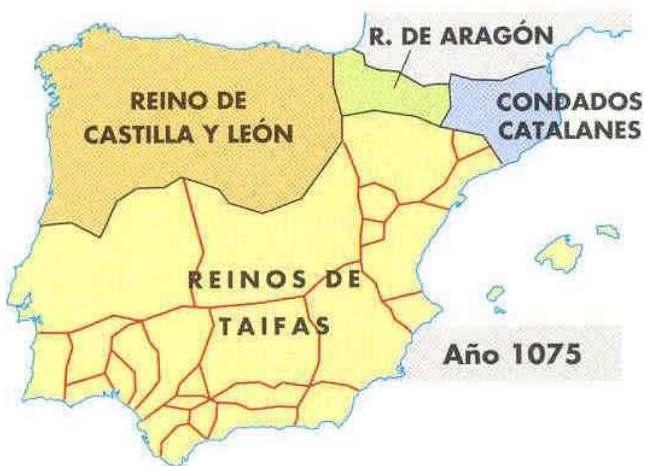 R. DE ARAGÓN
REINO DE
CASTILLA Y LEÓN
CONDADOS
CATALANES
REINOS DE
TAIFAS
Año 1075